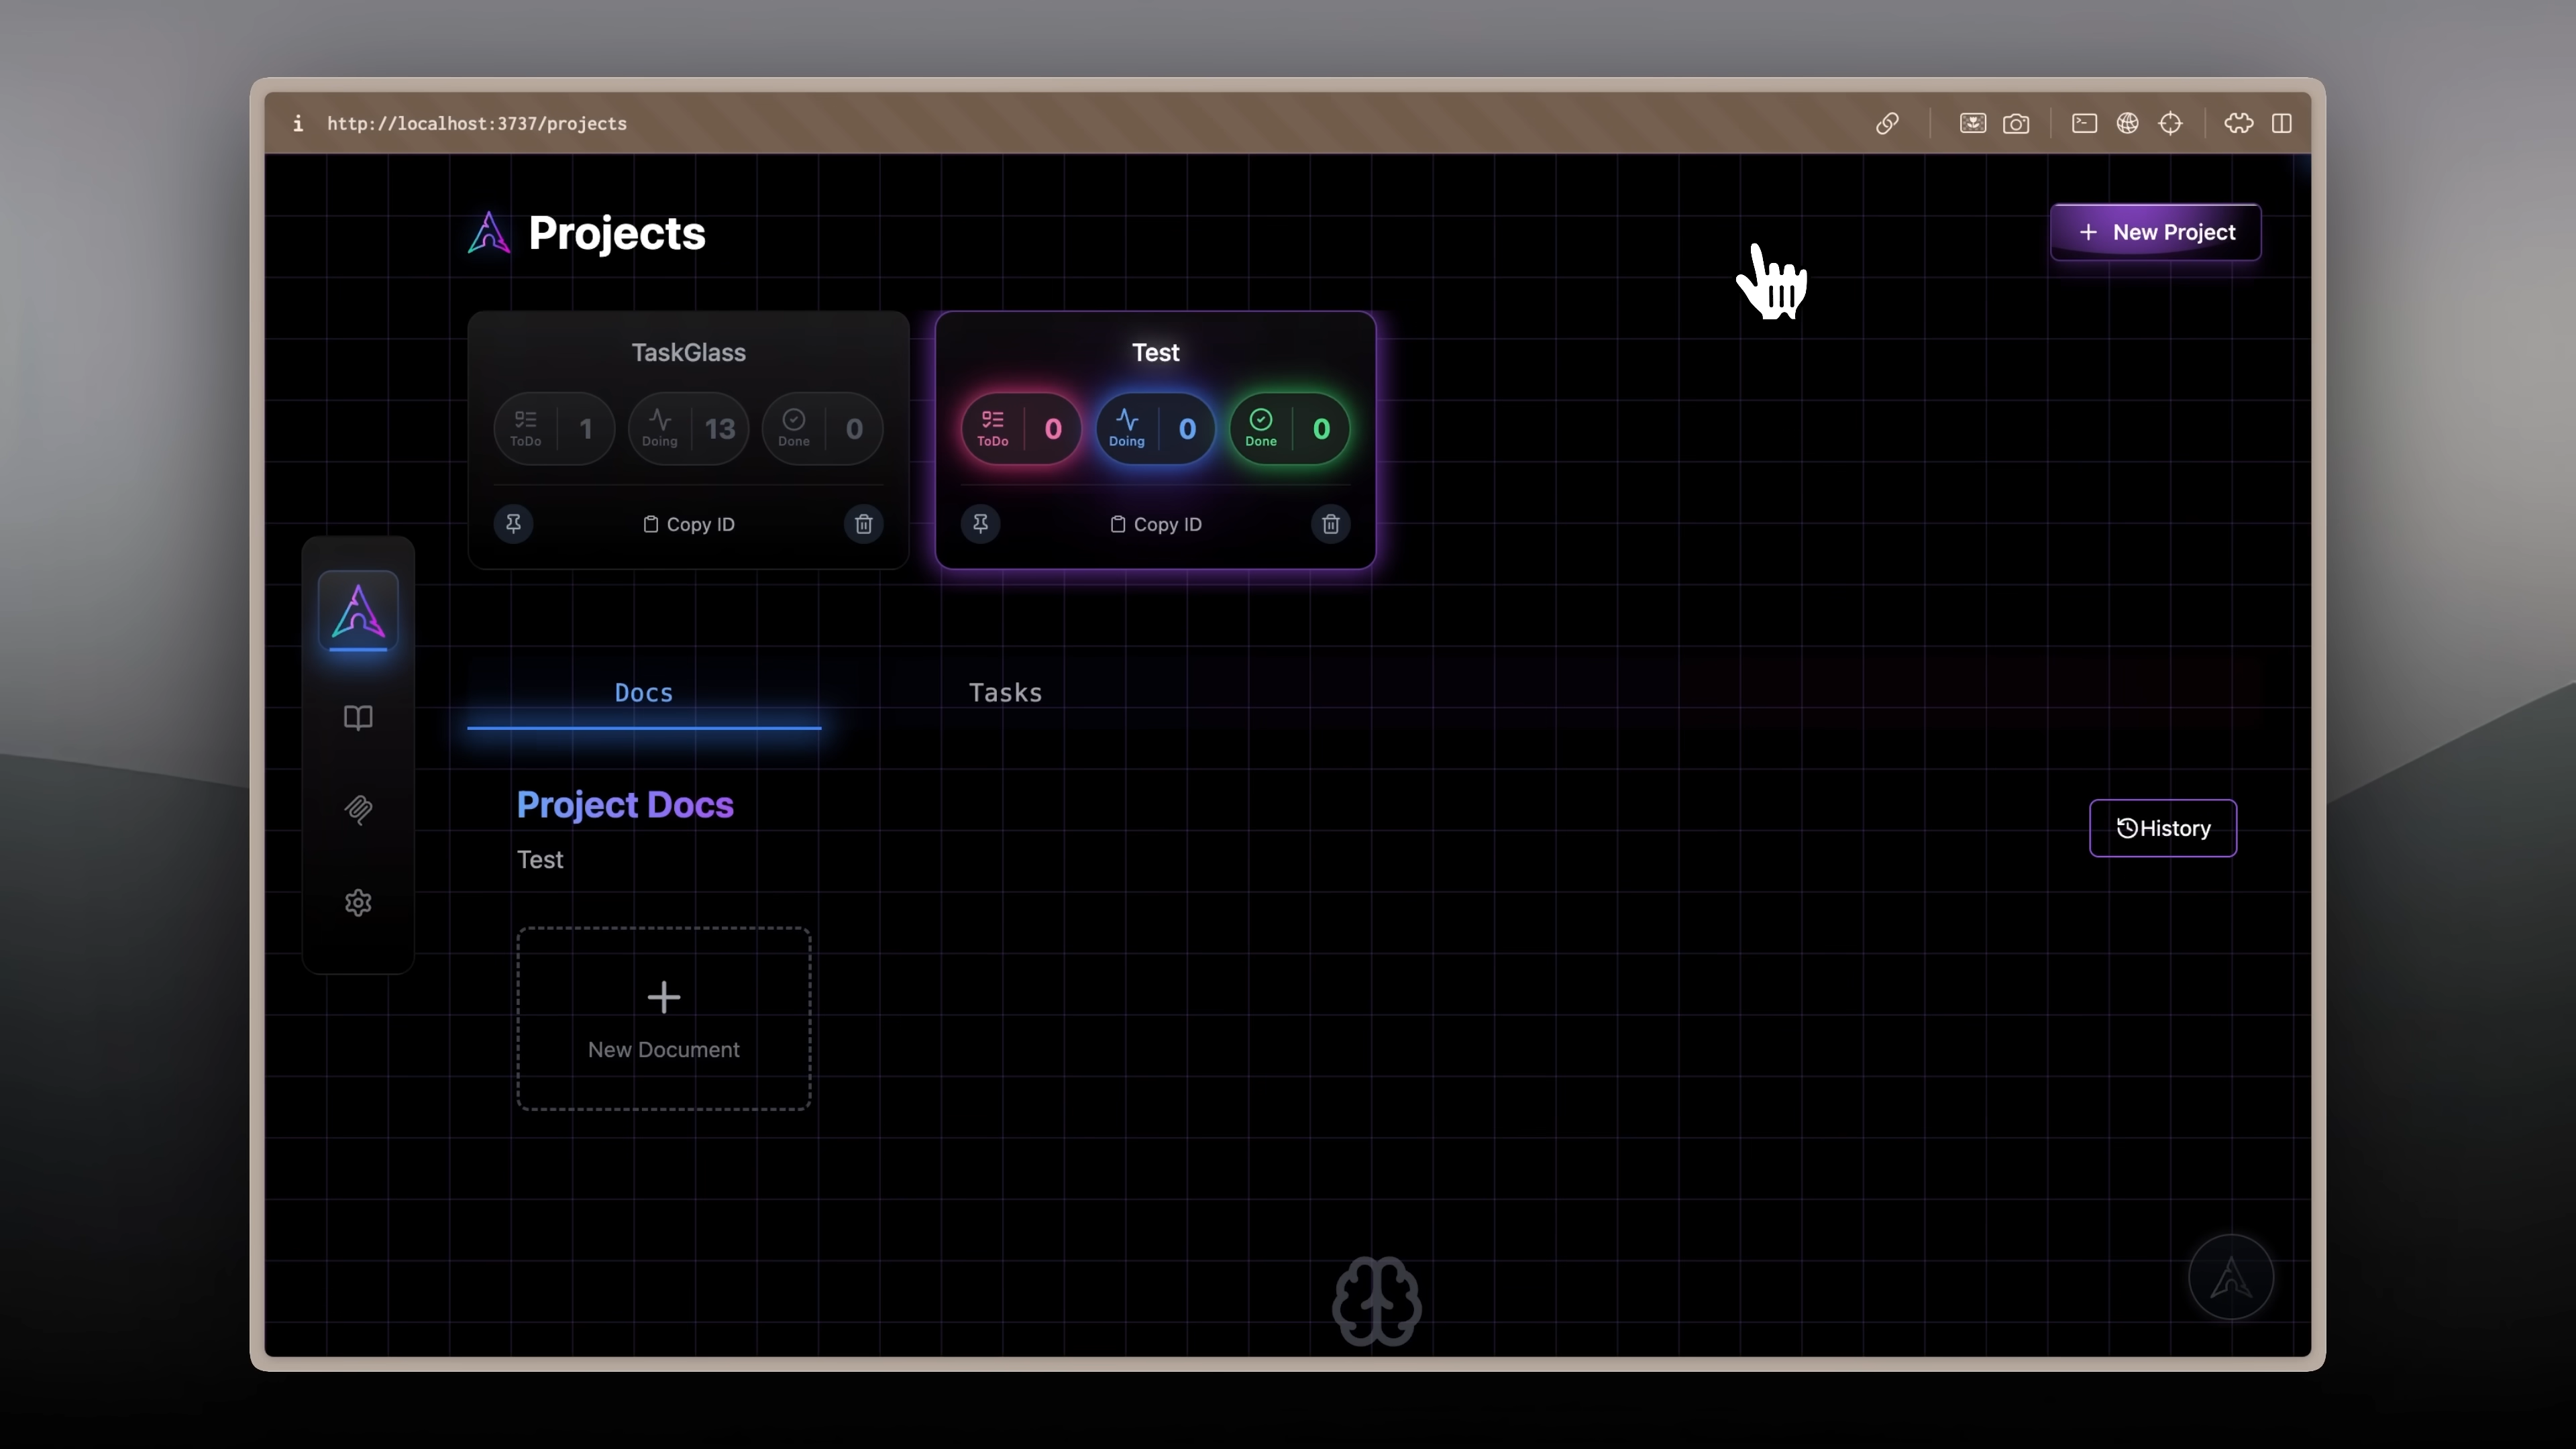 http://localhost:3737/projects
Projects
New Project
TaskGlass
ToDo 1
Doing 13
Done 0
Copy ID
Test
ToDo 0
Doing 0
Done 0
Copy ID
Docs
Tasks
Project Docs
History
Test
New Document